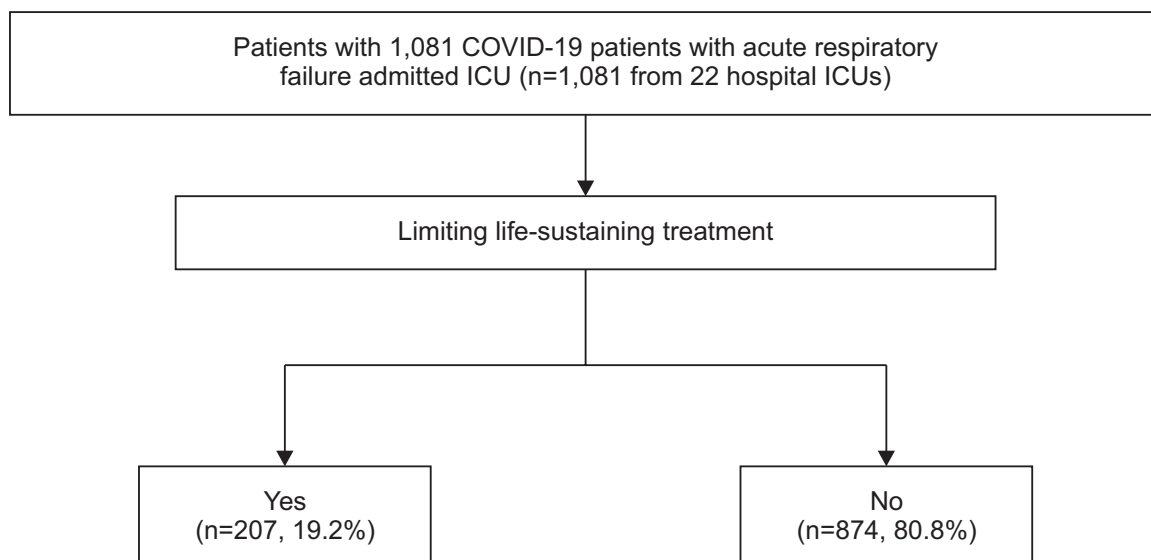 Patients with 1,081 COVID-19 patients with acute respiratory
failure admitted ICU (n=1,081 from 22 hospital ICUs)
Limiting life-sustaining treatment
Yes
(n=207, 19.2%)
No
(n=874, 80.8%)